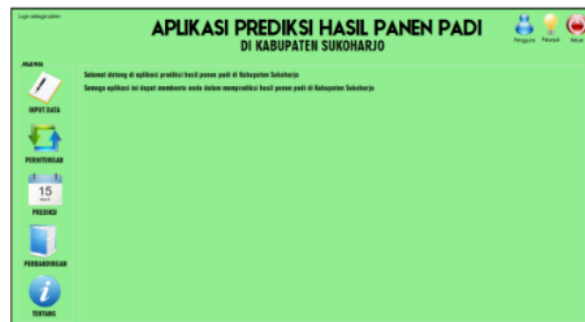 Login sebagai admin
APLIKASI PREDIKSI HASIL PANEN PADI
DI KABUPATEN SUKOHARJO
Pengguna
Petunjuk
Keluar
MENU
Selamat datang di aplikasi prediksi hasil panen padi di Kabupaten Sukoharjo
Semoga aplikasi ini dapat membantu anda dalam memprediksi hasil panen padi di Kabupaten Sukoharjo
INPUT DATA
PERHITUNGAN
15
PREDIKSI
PERBANDINGAN
TENTANG